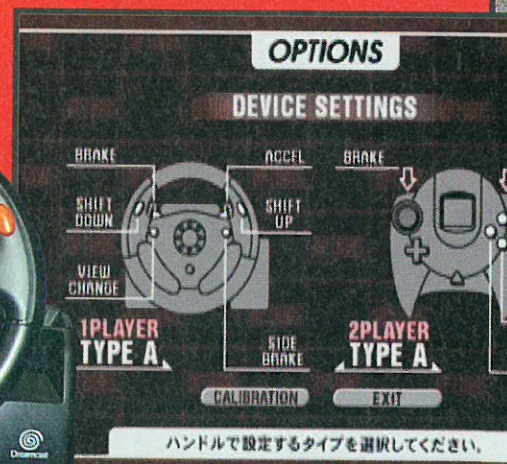 OPTIONS
DEVICE SETTINGS
BRAKE
ACCEL
BRAKE
SHIFT
DOWN
SHIFT
UP
VIEW
CHANGE
1PLAYER
TYPE A
SIDE
BRAKE
2PLAYER
TYPE A
CALIBRATION
EXIT
ハンドルで設定するタイプを選択してください。
Dreamcast